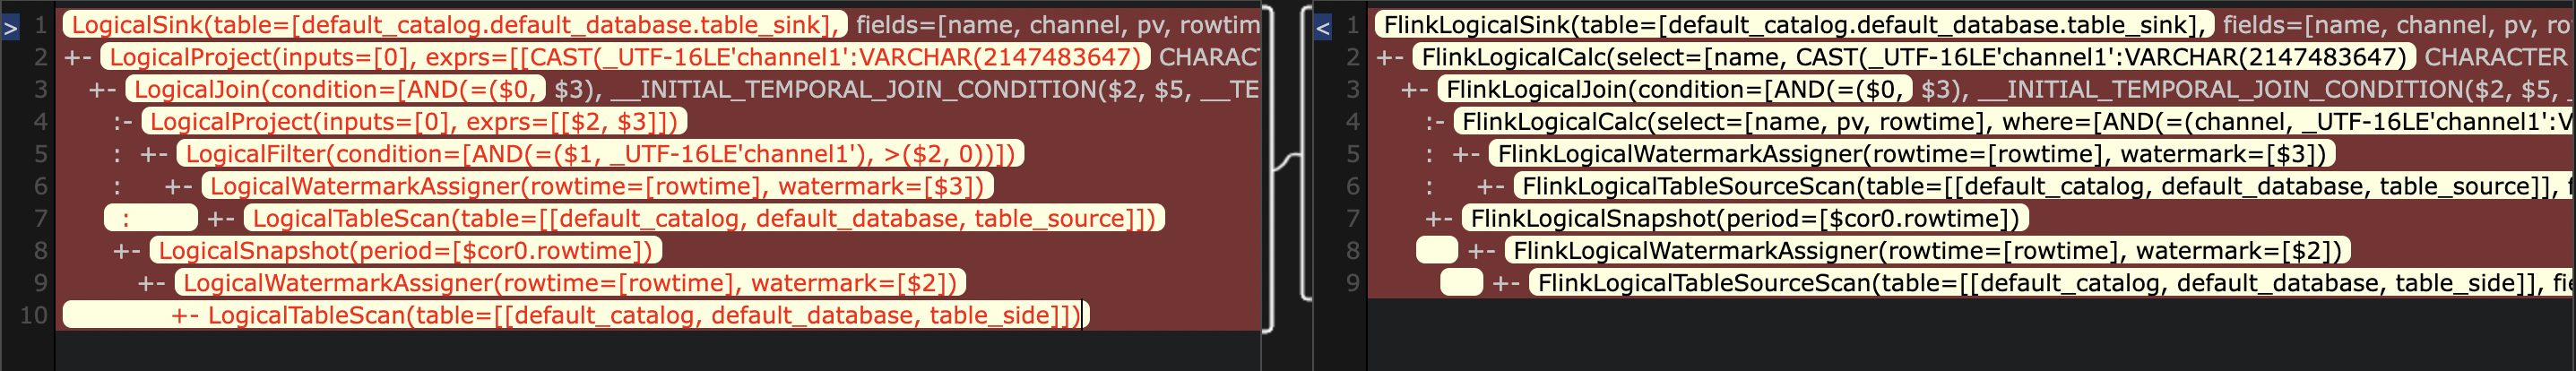 > 1 LogicalSink(table=[default_catalog.default_database.table_sink], fields=[name, channel, pv, rowtim
2 +- LogicalProject(inputs=[0], exprs=[[CAST(_UTF-16LE'channel1':VARCHAR(2147483647) CHARAC
3 +- LogicalJoin(condition=[AND(=($0, $3), __INITIAL_TEMPORAL_JOIN_CONDITION($2, $5, __TE
4 :- LogicalProject(inputs=[0], exprs=[[$2, $3]])
5 : +- LogicalFilter(condition=[AND(=($1, _UTF-16LE'channel1'), >($2, 0))])
6 : +- LogicalWatermarkAssigner(rowtime=[rowtime], watermark=[$3])
7 : +- LogicalTableScan(table=[[default_catalog, default_database, table_source]])
8 +- LogicalSnapshot(period=[$cor0.rowtime])
9 +- LogicalWatermarkAssigner(rowtime=[rowtime], watermark=[$2])
10 +- LogicalTableScan(table=[[default_catalog, default_database, table_side]])
< 1 FlinkLogicalSink(table=[default_catalog.default_database.table_sink], fields=[name, channel, pv, ro
2 +- FlinkLogicalCalc(select=[name, CAST(_UTF-16LE'channel1':VARCHAR(2147483647) CHARACTER
3 +- FlinkLogicalJoin(condition=[AND(=($0, $3), __INITIAL_TEMPORAL_JOIN_CONDITION($2, $5, _
4 :- FlinkLogicalCalc(select=[name, pv, rowtime], where=[AND(=(channel, _UTF-16LE'channel1':V
5 : +- FlinkLogicalWatermarkAssigner(rowtime=[rowtime], watermark=[$3])
6 : +- FlinkLogicalTableSourceScan(table=[[default_catalog, default_database, table_source]], f
7 +- FlinkLogicalSnapshot(period=[$cor0.rowtime])
8 +- FlinkLogicalWatermarkAssigner(rowtime=[rowtime], watermark=[$2])
9 +- FlinkLogicalTableSourceScan(table=[[default_catalog, default_database, table_side]], fie